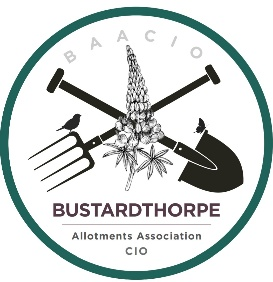 BAACIO
BUSTARDTHORPE
Allotments Association
CIO